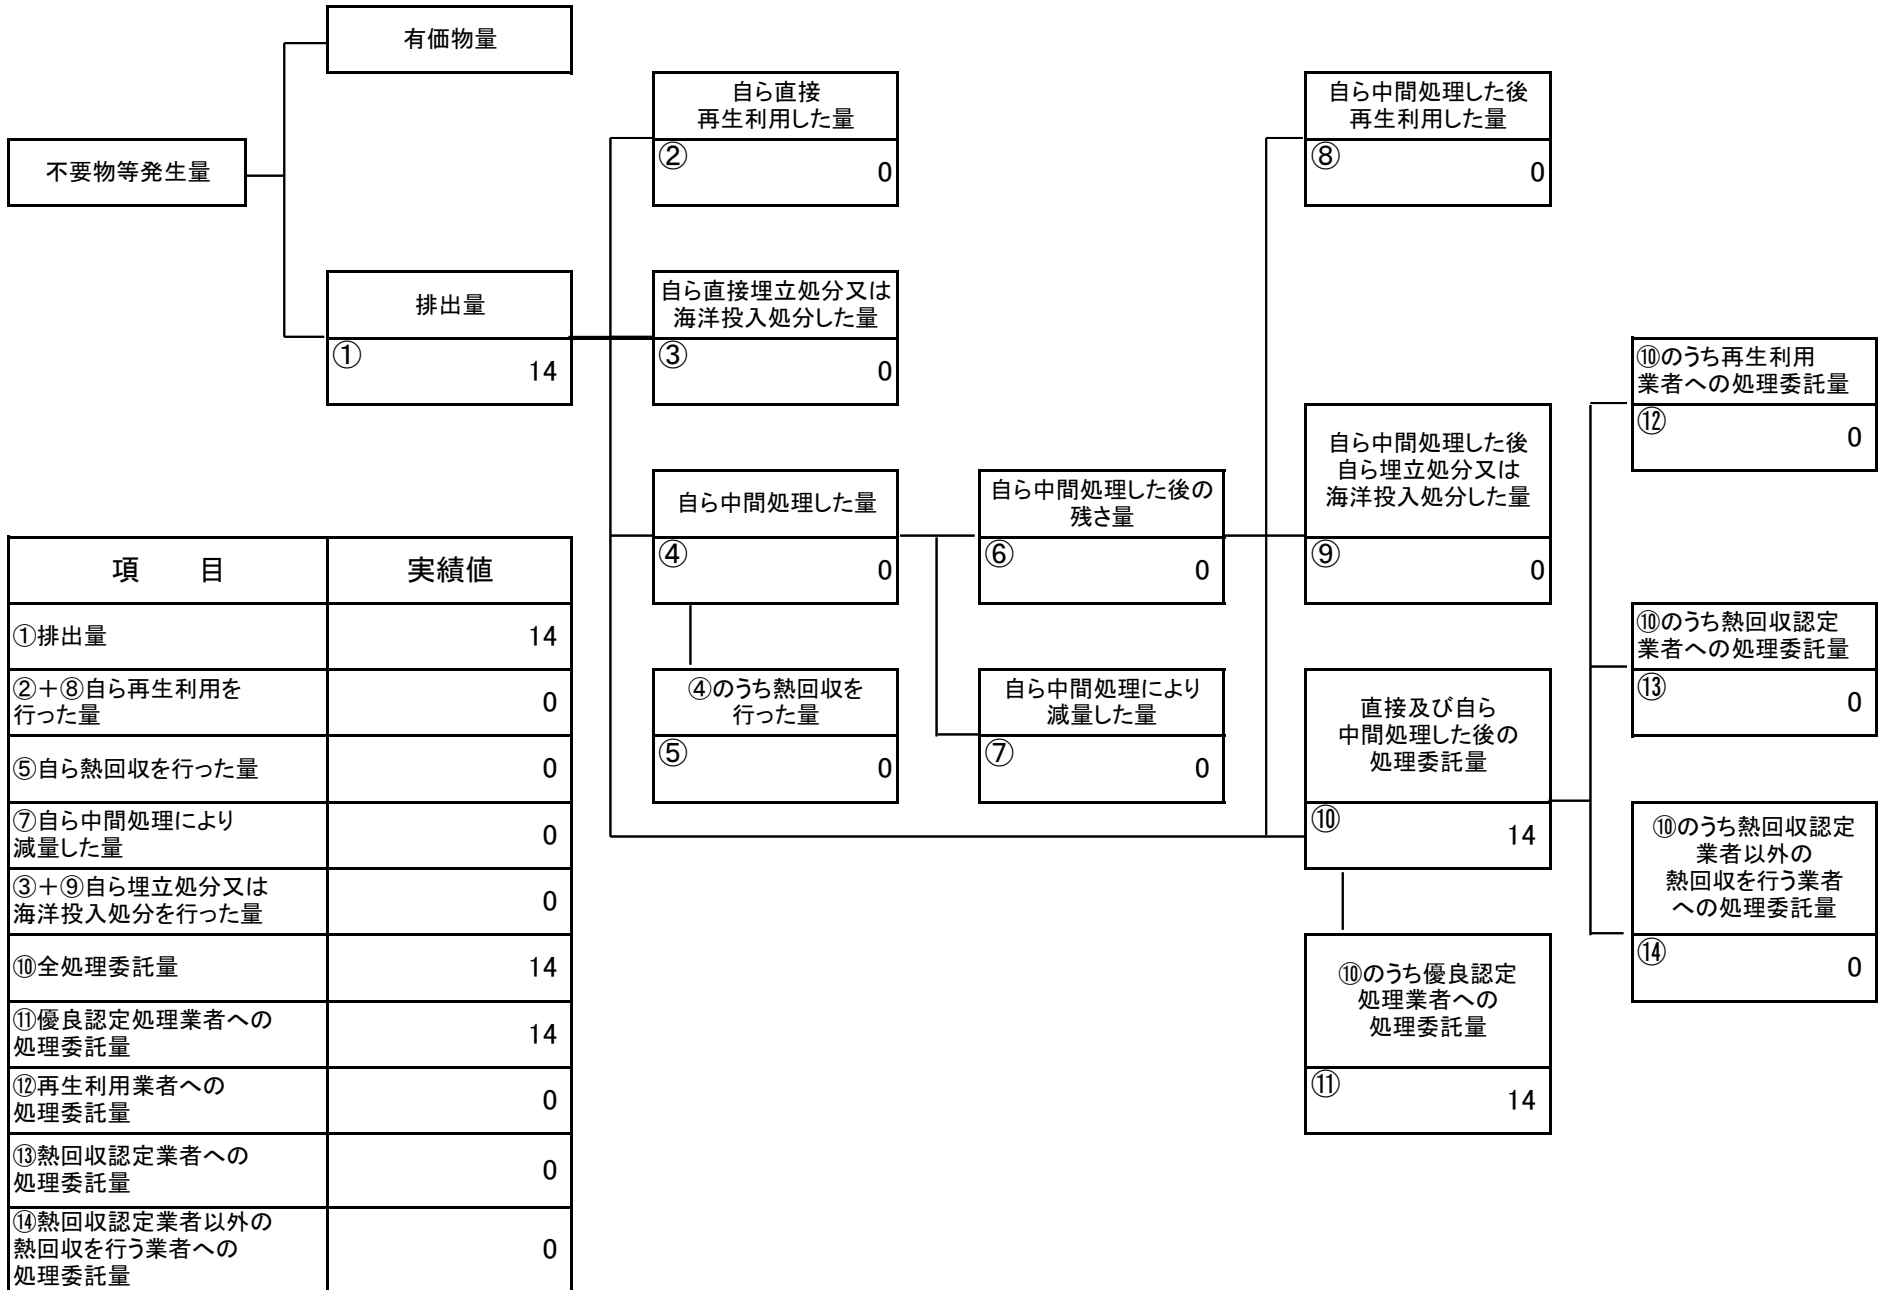 有価物量
不要物等発生量
排出量
①
14
自ら直接
再生利用した量
②
0
自ら直接埋立処分又は
海洋投入処分した量
③
0
自ら中間処理した量
④
0
④のうち熱回収を
行った量
⑤
0
自ら中間処理した後の
残さ量
⑥
0
自ら中間処理により
減量した量
⑦
0
自ら中間処理した後
再生利用した量
⑧
0
自ら中間処理した後
自ら埋立処分又は
海洋投入処分した量
⑨
0
直接及び自ら
中間処理した後の
処理委託量
⑩
14
⑩のうち優良認定
処理業者への
処理委託量
⑪
14
⑩のうち再生利用
業者への処理委託量
⑫
0
⑩のうち熱回収認定
業者への処理委託量
⑬
0
⑩のうち熱回収認定
業者以外の
熱回収を行う業者
への処理委託量
⑭
0
項 目 実績値
①排出量 14
②＋⑧自ら再生利用を
行った量 0
⑤自ら熱回収を行った量 0
⑦自ら中間処理により
減量した量 0
③＋⑨自ら埋立処分又は
海洋投入処分を行った量 0
⑩全処理委託量 14
⑪優良認定処理業者への
処理委託量 14
⑫再生利用業者への
処理委託量 0
⑬熱回収認定業者への
処理委託量 0
⑭熱回収認定業者以外の
熱回収を行う業者への 0
処理委託量